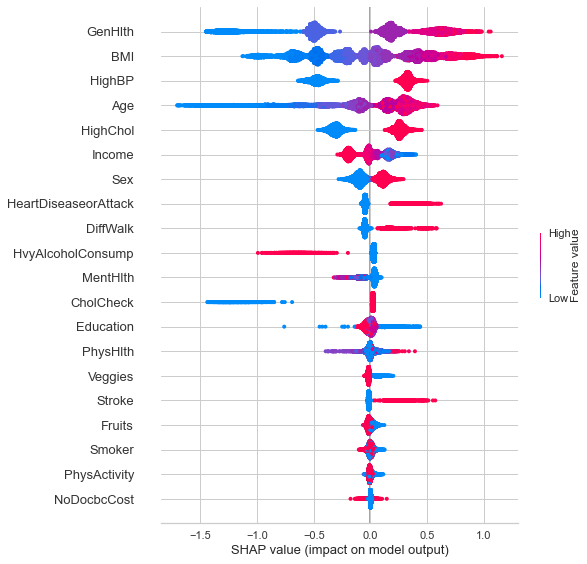 GenHlth
BMI
HighBP
Age
HighChol
Income
Sex
HeartDiseaseorAttack
DiffWalk
HvyAlcoholConsump
MentHlth
CholCheck
Education
PhysHlth
Veggies
Stroke
Fruits
Smoker
PhysActivity
NoDocbcCost
−1.5 −1.0 −0.5 0.0 0.5 1.0
SHAP value (impact on model output)
High
Low
Feature value